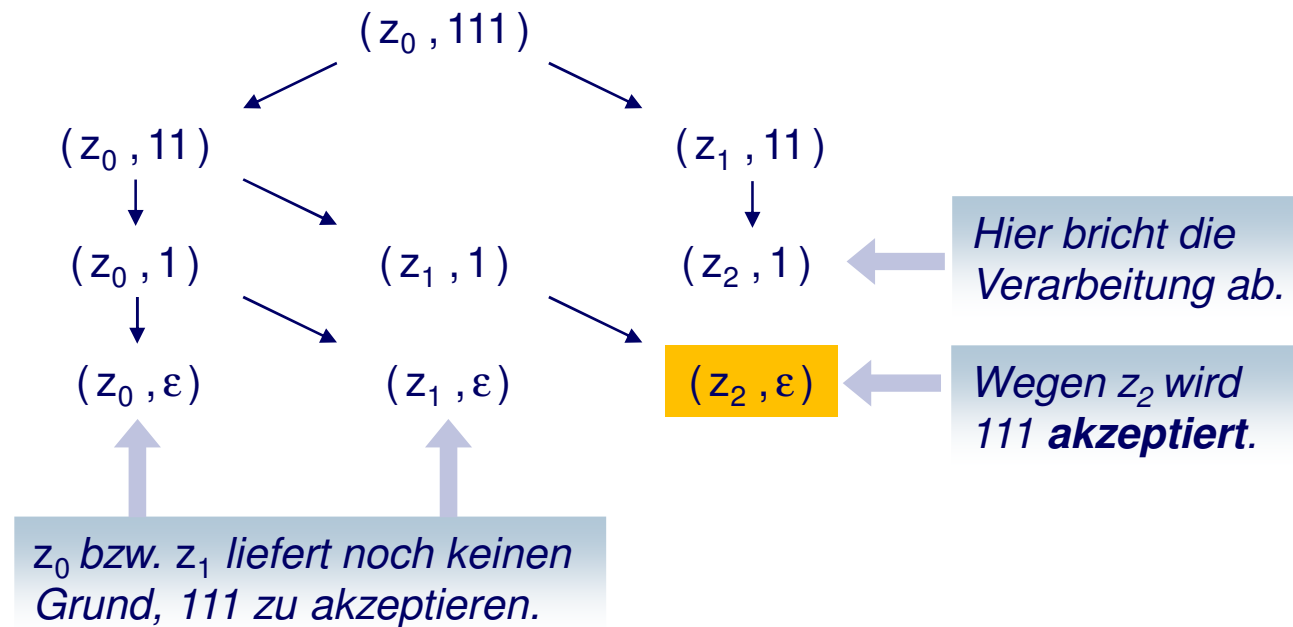 (z₀ , 111)
(z₀ , 11) (z₁ , 11)
(z₀ , 1) (z₁ , 1) (z₂ , 1)
Hier bricht die
Verarbeitung ab.
(z₀ , ε) (z₁ , ε) (z₂ , ε)
Wegen z₂ wird
111 akzeptiert.
z₀ bzw. z₁ liefert noch keinen
Grund, 111 zu akzeptieren.